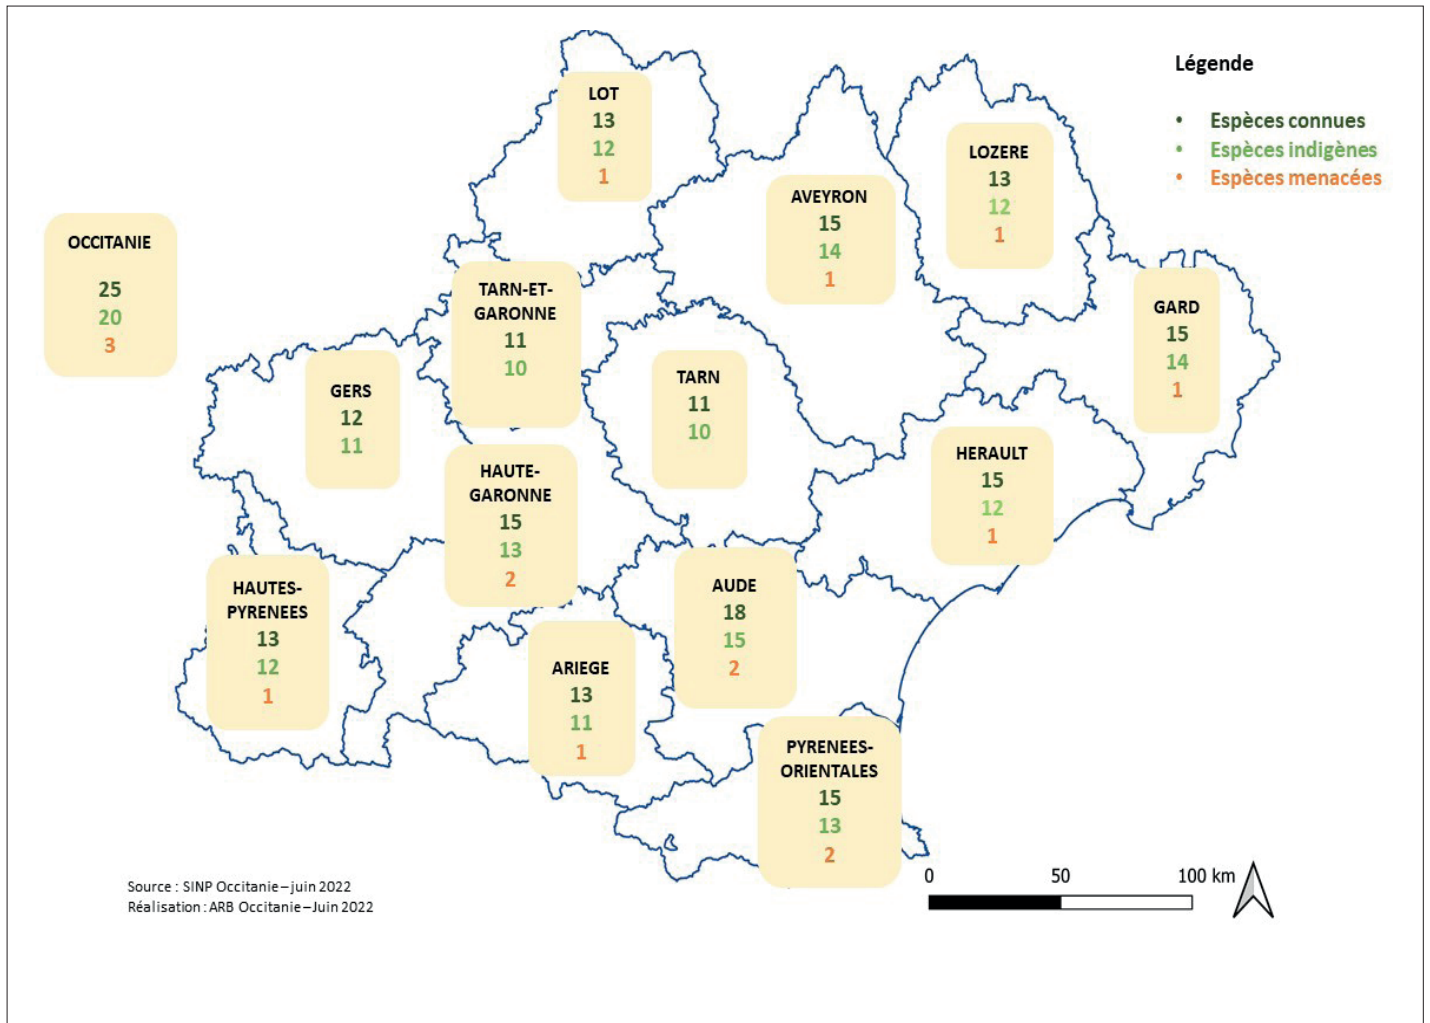 Légende
• Espèces connues
• Espèces indigènes
• Espèces menacées
LOT
13
12
1
LOZERE
13
12
1
AVEYRON
15
14
1
OCCITANIE
25
20
3
TARN-ET-
GARONNE
11
10
GARD
15
14
1
GERS
12
11
TARN
11
10
HERAULT
15
12
1
HAUTE-
GARONNE
15
13
2
HAUTES-
PYRENEES
13
12
1
AUDE
18
15
2
ARIEGE
13
11
1
PYRENEES-
ORIENTALES
15
13
2
0 50 100 km
Source : SINP Occitanie – juin 2022
Réalisation : ARB Occitanie – Juin 2022